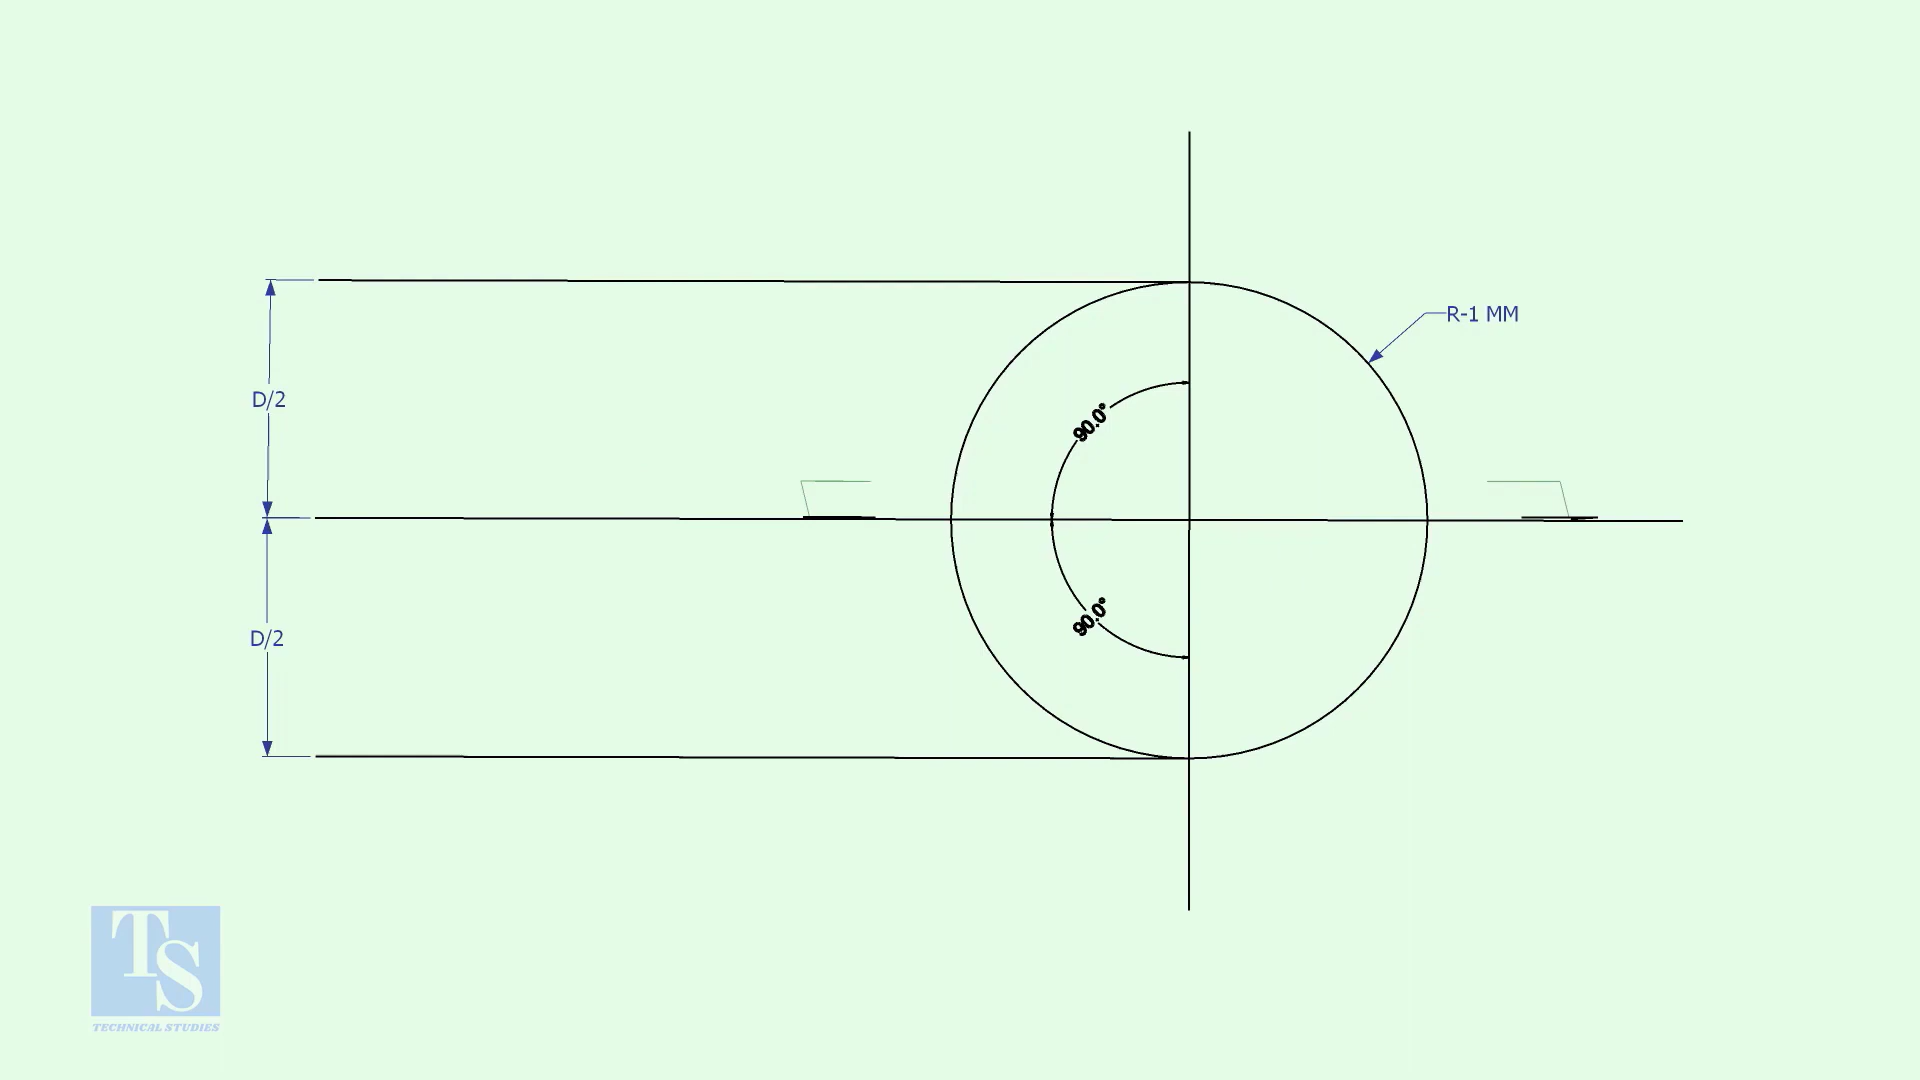 R-1 MM
D/2
90.0°
90.0°
D/2
TS
TECHNICAL STUDIES